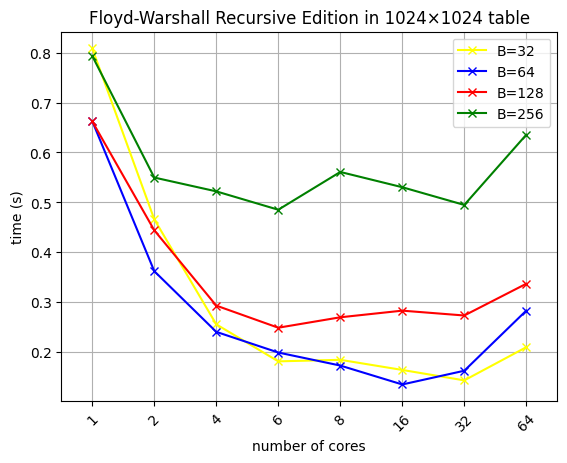 Floyd-Warshall Recursive Edition in 1024×1024 table
B=32
B=64
B=128
B=256
0.8
0.7
0.6
0.5
0.4
0.3
0.2
time (s)
1
2
4
6
8
16
32
64
number of cores